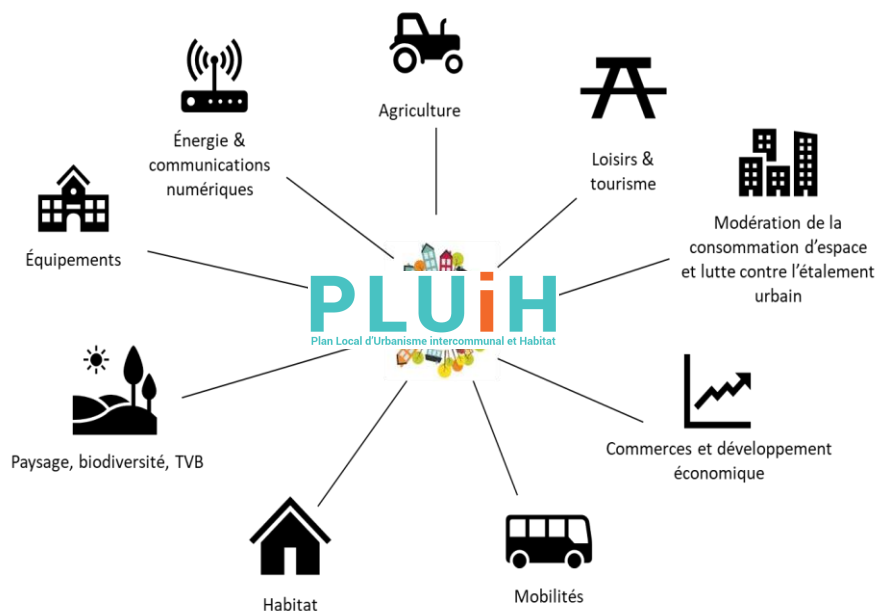 Agriculture
Énergie &
communications
numériques
Loisirs &
tourisme
Modération de la
consommation d'espace
et lutte contre l'étalement
urbain
Équipements
PLUiH
Plan Local d'Urbanisme intercommunal et Habitat
Paysage, biodiversité, TVB
Commerces et développement
économique
Habitat
Mobilités